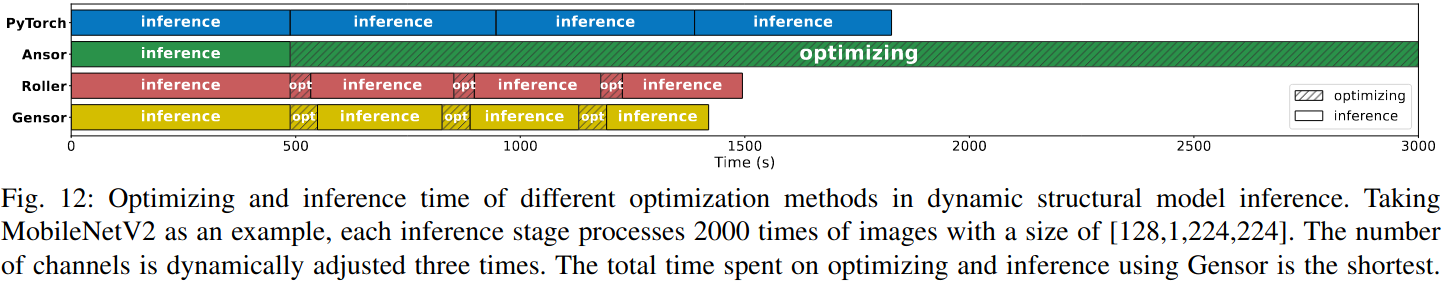 PyTorch inference inference inference inference
Ansor inference optimizing
Roller inference opt inference opt inference opt inference
Gensor inference opt inference opt inference opt inference
optimizing
inference
0 500 1000 1500 2000 2500 3000
Time (s)
Fig. 12: Optimizing and inference time of different optimization methods in dynamic structural model inference. Taking
MobileNetV2 as an example, each inference stage processes 2000 times of images with a size of [128,1,224,224]. The number
of channels is dynamically adjusted three times. The total time spent on optimizing and inference using Gensor is the shortest.